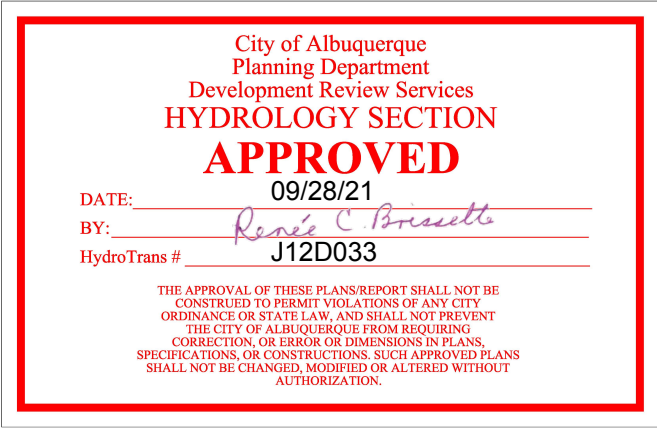 City of Albuquerque
Planning Department
Development Review Services
HYDROLOGY SECTION
APPROVED
DATE: 09/28/21
BY: Renée C. Brissette
HydroTrans # J12D033
THE APPROVAL OF THESE PLANS/REPORT SHALL NOT BE
CONSTRUED TO PERMIT VIOLATIONS OF ANY CITY
ORDINANCE OR STATE LAW, AND SHALL NOT PREVENT
THE CITY OF ALBUQUERQUE FROM REQUIRING
CORRECTION, OR ERROR OR DIMENSIONS IN PLANS,
SPECIFICATIONS, OR CONSTRUCTIONS. SUCH APPROVED PLANS
SHALL NOT BE CHANGED, MODIFIED OR ALTERED WITHOUT
AUTHORIZATION.